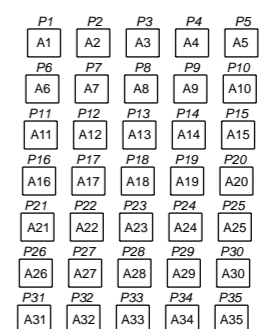 P1 P2 P3 P4 P5
A1 A2 A3 A4 A5
P6 P7 P8 P9 P10
A6 A7 A8 A9 A10
P11 P12 P13 P14 P15
A11 A12 A13 A14 A15
P16 P17 P18 P19 P20
A16 A17 A18 A19 A20
P21 P22 P23 P24 P25
A21 A22 A23 A24 A25
P26 P27 P28 P29 P30
A26 A27 A28 A29 A30
P31 P32 P33 P34 P35
A31 A32 A33 A34 A35